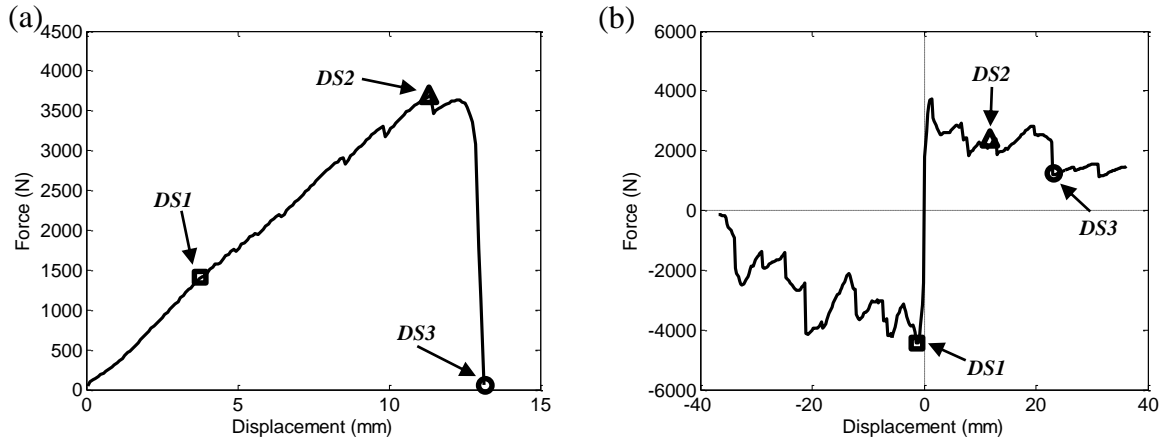 (a)
4500
4000
3500
3000
2500
2000
1500
1000
500
0
Force (N)
DS1
DS2
DS3
0 5 10 15
Displacement (mm)
(b)
6000
4000
2000
0
-2000
-4000
-6000
Force (N)
DS2
DS3
DS1
-40 -20 0 20 40
Displacement (mm)